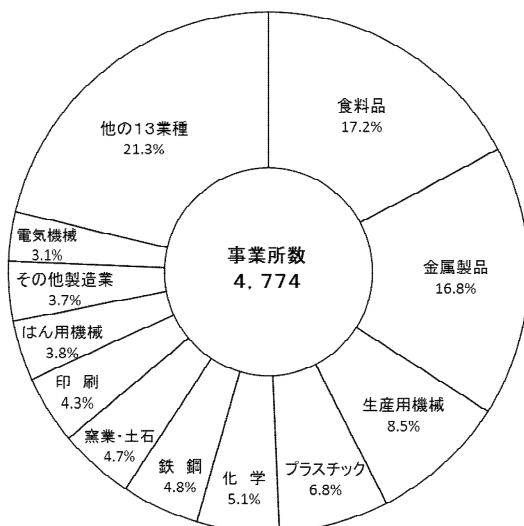 食料品
17.2%
金属製品
16.8%
生産用機械
8.5%
プラスチック
6.8%
化 学
5.1%
鉄 鋼
4.8%
窯業・土石
4.7%
印 刷
4.3%
はん用機械
3.8%
その他製造業
3.7%
電気機械
3.1%
他の13業種
21.3%
事業所数
4,774